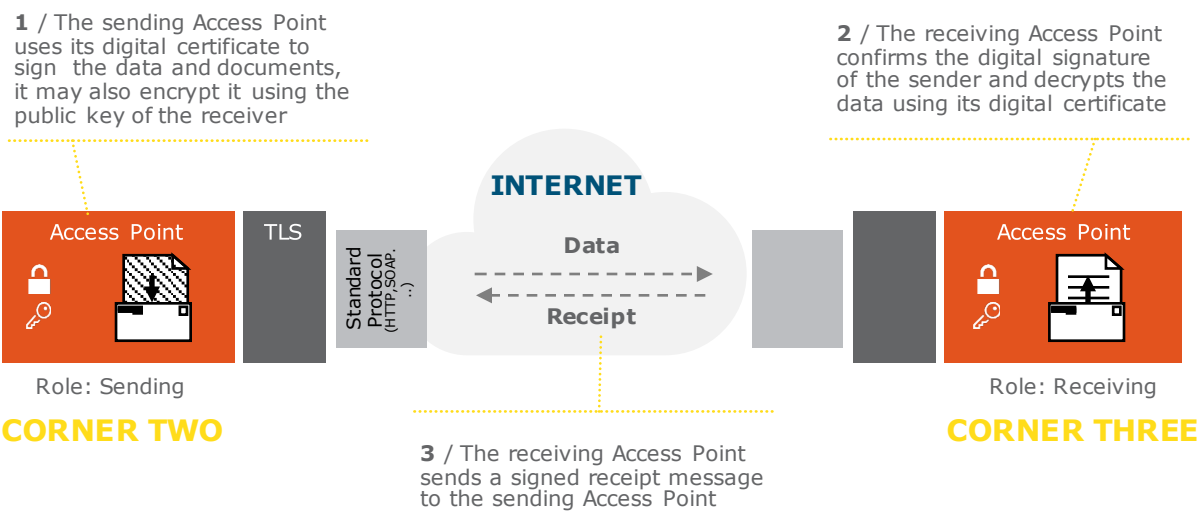 1 / The sending Access Point
uses its digital certificate to
sign the data and documents,
it may also encrypt it using the
public key of the receiver
2 / The receiving Access Point
confirms the digital signature
of the sender and decrypts the
data using its digital certificate
INTERNET
Access Point
TLS
Standard
Protocol
(HTTP,SOAP.
..)
Data
Receipt
Access Point
Role: Sending
Role: Receiving
CORNER TWO
CORNER THREE
3 / The receiving Access Point
sends a signed receipt message
to the sending Access Point